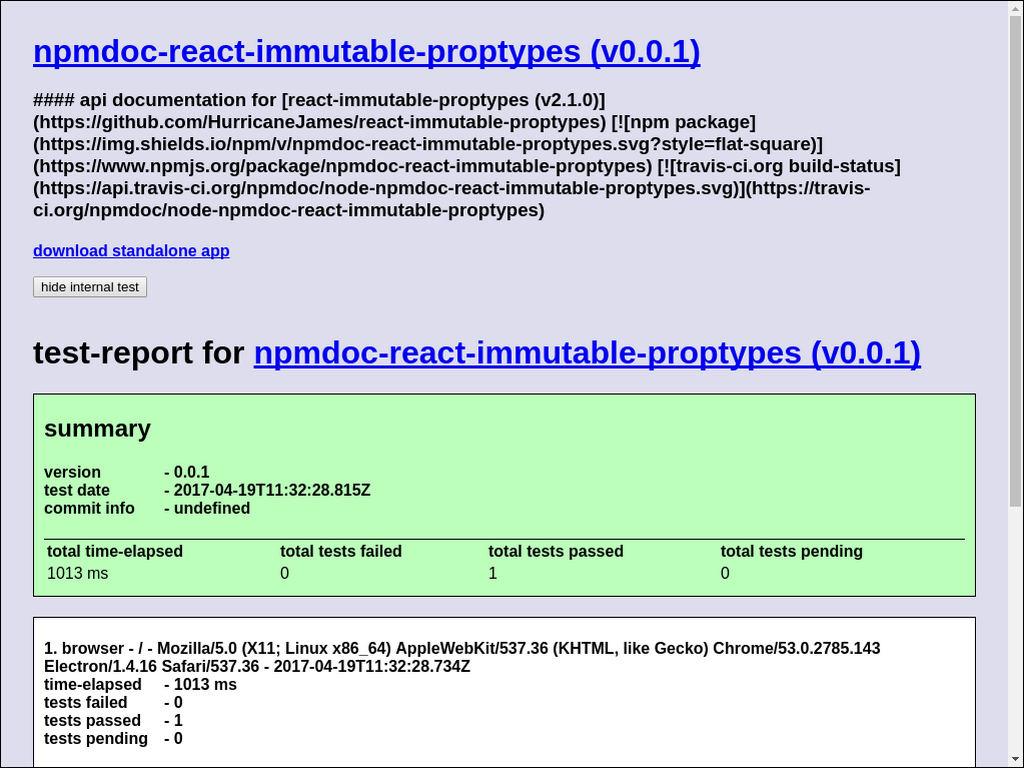 npmdoc-react-immutable-proptypes (v0.0.1)
#### api documentation for [react-immutable-proptypes (v2.1.0)]
(https://github.com/HurricaneJames/react-immutable-proptypes) [![npm package]
(https://img.shields.io/npm/v/npmdoc-react-immutable-proptypes.svg?style=flat-square)]
(https://www.npmjs.org/package/npmdoc-react-immutable-proptypes) [![travis-ci.org build-status]
(https://api.travis-ci.org/npmdoc/node-npmdoc-react-immutable-proptypes.svg)](https://travis-
ci.org/npmdoc/node-npmdoc-react-immutable-proptypes)
download standalone app
hide internal test
test-report for npmdoc-react-immutable-proptypes (v0.0.1)
summary
version - 0.0.1
test date - 2017-04-19T11:32:28.815Z
commit info - undefined
total time-elapsed total tests failed total tests passed total tests pending
1013 ms 0 1 0
1. browser - / - Mozilla/5.0 (X11; Linux x86_64) AppleWebKit/537.36 (KHTML, like Gecko) Chrome/53.0.2785.143
Electron/1.4.16 Safari/537.36 - 2017-04-19T11:32:28.734Z
time-elapsed - 1013 ms
tests failed - 0
tests passed - 1
tests pending - 0